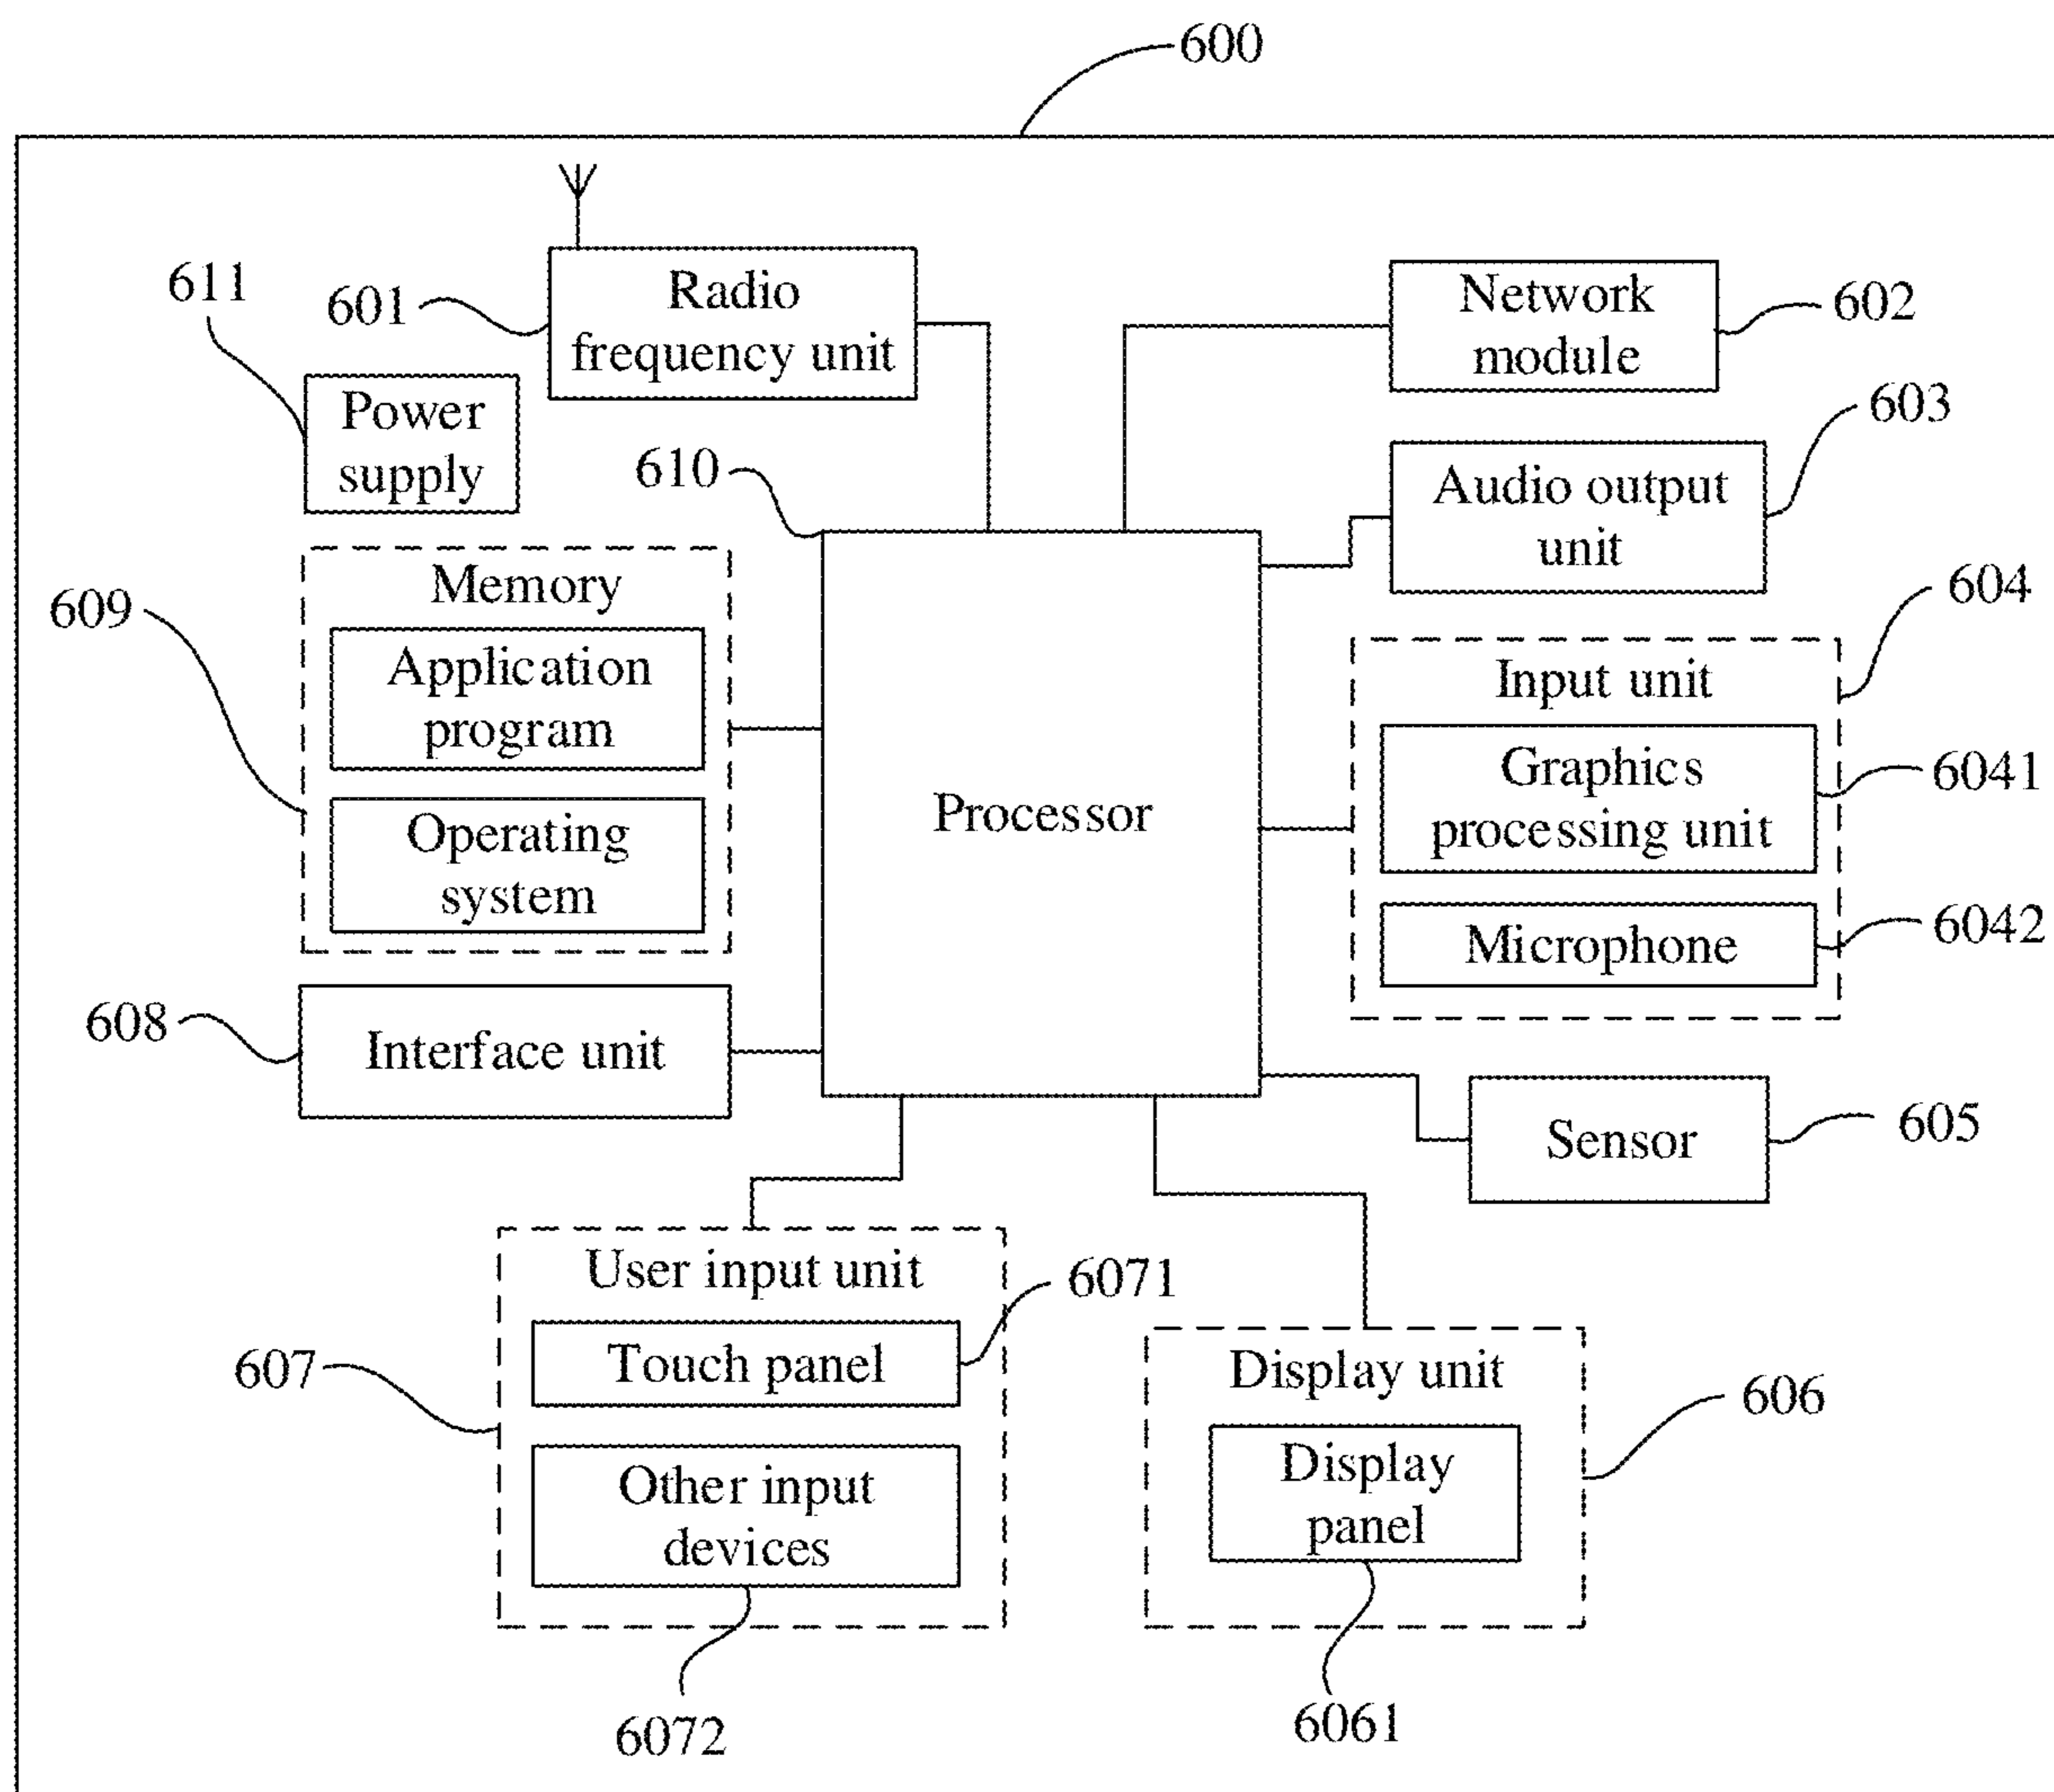 600
611
601
Radio
frequency unit
Network
module
602
Power
supply
603
Audio output
unit
610
Memory
609
Application
program
Operating
system
Processor
604
Input unit
Graphics
processing unit
6041
Microphone
6042
608
Interface unit
Sensor
605
User input unit
6071
607
Touch panel
Other input
devices
6072
Display unit
606
Display
panel
6061